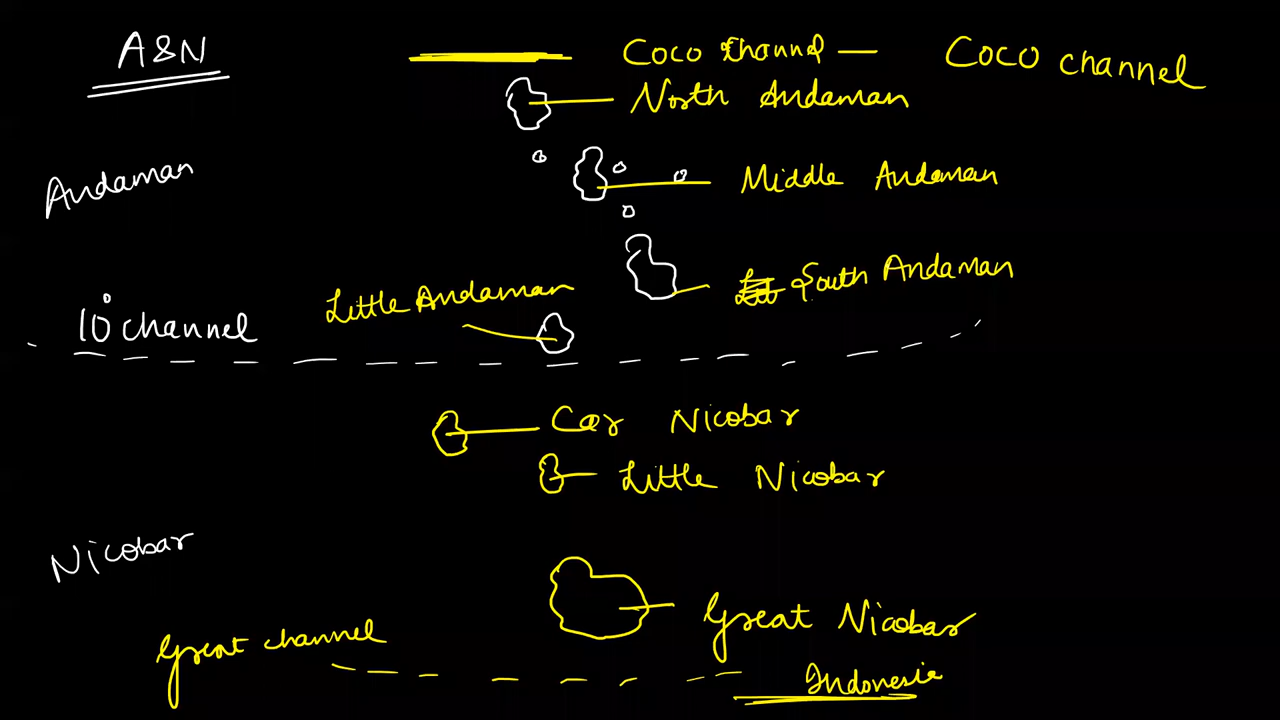 A&N
Coco Channel — Coco channel
North Andaman
Andaman
Middle Andaman
South Andaman
Little Andaman
10° channel
Car Nicobar
Little Nicobar
Nicobar
Great Nicobar
Great channel
Indonesia